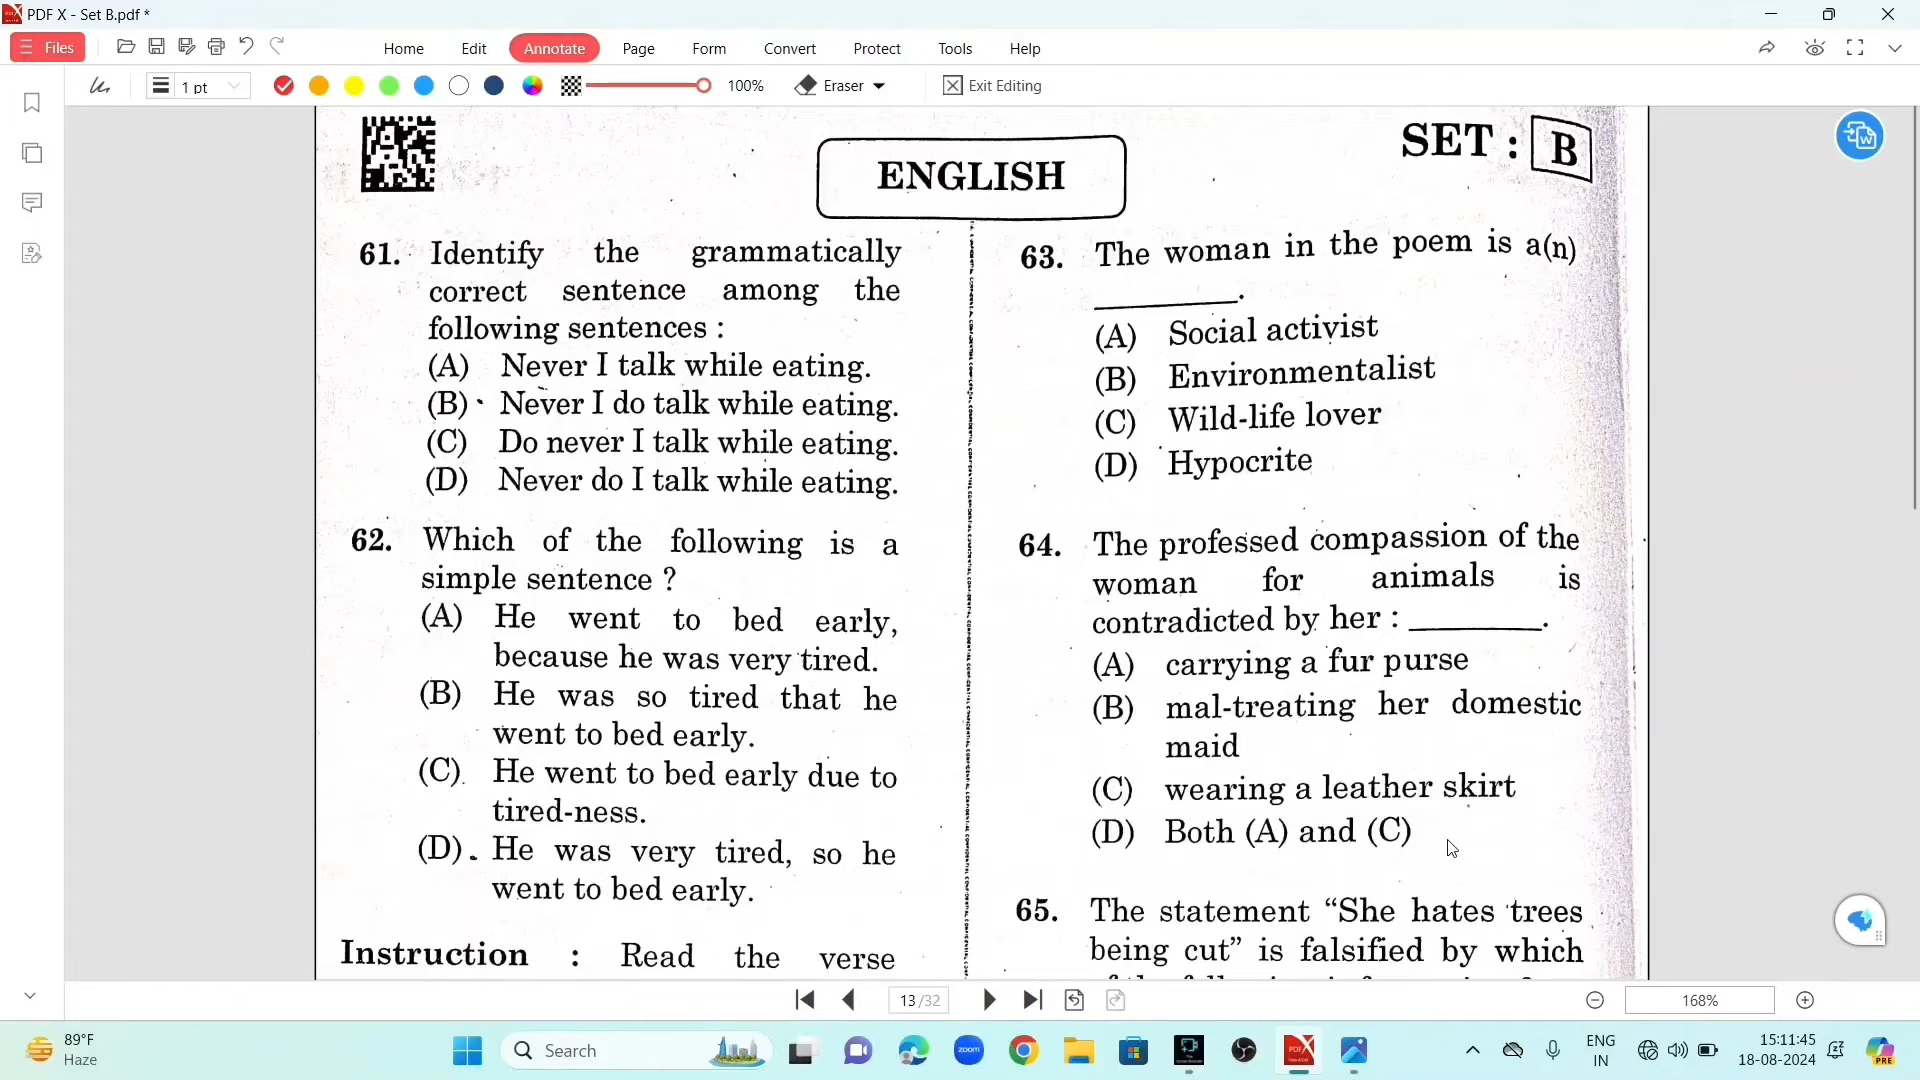 PDF X - Set B.pdf *
Files
Home
Edit
Annotate
Page
Form
Convert
Protect
Tools
Help
1 pt
100%
Eraser
Exit Editing
ENGLISH
SET : B
61. Identify the grammatically
correct sentence among the
following sentences :
(A) Never I talk while eating.
(B) Never I do talk while eating.
(C) Do never I talk while eating.
(D) Never do I talk while eating.
62. Which of the following is a
simple sentence ?
(A) He went to bed early,
because he was very tired.
(B) He was so tired that he
went to bed early.
(C) He went to bed early due to
tired-ness.
(D) He was very tired, so he
went to bed early.
Instruction : Read the verse
63. The woman in the poem is a(n)
.
(A) Social activist
(B) Environmentalist
(C) Wild-life lover
(D) Hypocrite
64. The professed compassion of the
woman for animals is
contradicted by her : ________.
(A) carrying a fur purse
(B) mal-treating her domestic
maid
(C) wearing a leather skirt
(D) Both (A) and (C)
65. The statement “She hates trees
being cut” is falsified by which
13 /32
168%
89°F
Haze
Search
zoom
ENG
IN
15:11:45
18-08-2024
PRE